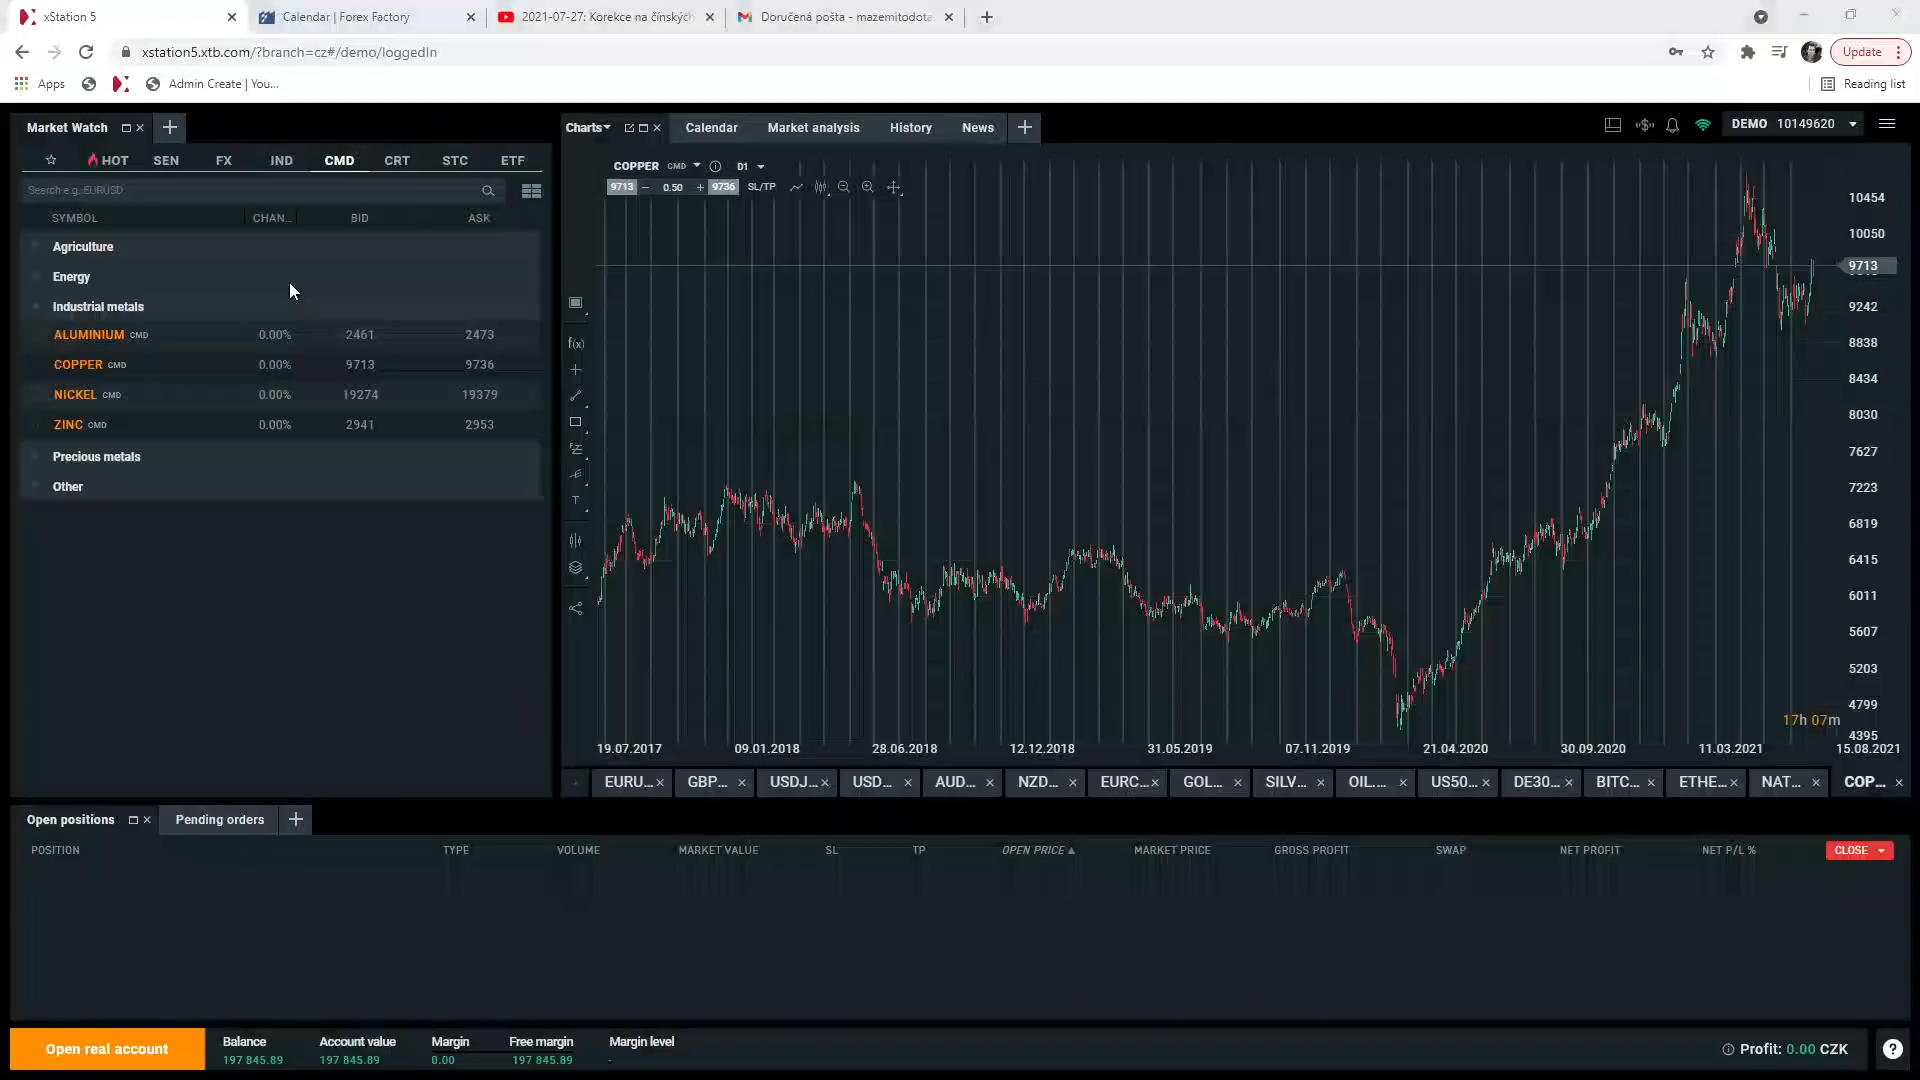 xStation 5
Calendar | Forex Factory
2021-07-27: Korekce na čínskýc
Doručená pošta - mazemitodota
xstation5.xtb.com/?branch=cz#/demo/loggedIn
Update
Apps
Admin Create | You...
Reading list
Market Watch
Charts
Calendar
Market analysis
History
News
DEMO 10149620
HOT SEN FX IND CMD CRT STC ETF
Search e.g. EURUSD
SYMBOL CHAN... BID ASK
Agriculture
Energy
Industrial metals
ALUMINIUM CMD 0.00% 2461 2473
COPPER CMD 0.00% 9713 9736
NICKEL CMD 0.00% 19274 19379
ZINC CMD 0.00% 2941 2953
Precious metals
Other
COPPER CMD D1
9713 − 0.50 + 9736 SL/TP
f(x)
T
10454
10050
9713
9242
8838
8434
8030
7627
7223
6819
6415
6011
5607
5203
4799
4395
17h 07m
19.07.2017 09.01.2018 28.06.2018 12.12.2018 31.05.2019 07.11.2019 21.04.2020 30.09.2020 11.03.2021 15.08.2021
EURU... GBP... USDJ... USD... AUD... NZD... EURC... GOL... SILV... OIL.... US50... DE30... BITC... ETHE... NAT... COP...
Open positions
Pending orders
POSITION TYPE VOLUME MARKET VALUE SL TP OPEN PRICE MARKET PRICE GROSS PROFIT SWAP NET PROFIT NET P/L % CLOSE
Open real account
Balance Account value Margin Free margin Margin level
197 845.89 197 845.89 0.00 197 845.89 -
Profit: 0.00 CZK
?